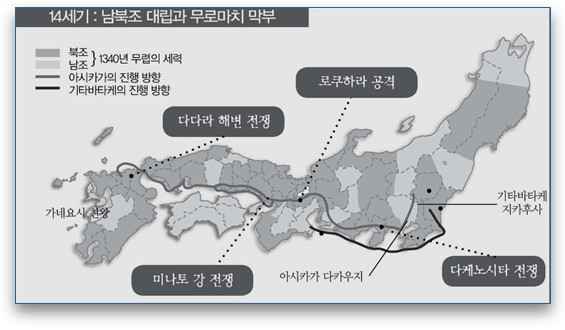 14세기 : 남북조 대립과 무로마치 막부
북조
남조
} 1340년 무렵의 세력
아시카가의 진행 방향
기타바타케의 진행 방향
로쿠하라 공격
다다라 해변 전쟁
가네요시 친왕
기타바타케
지카후사
미나토 강 전쟁
아시카가 다카우지
다케노시타 전쟁